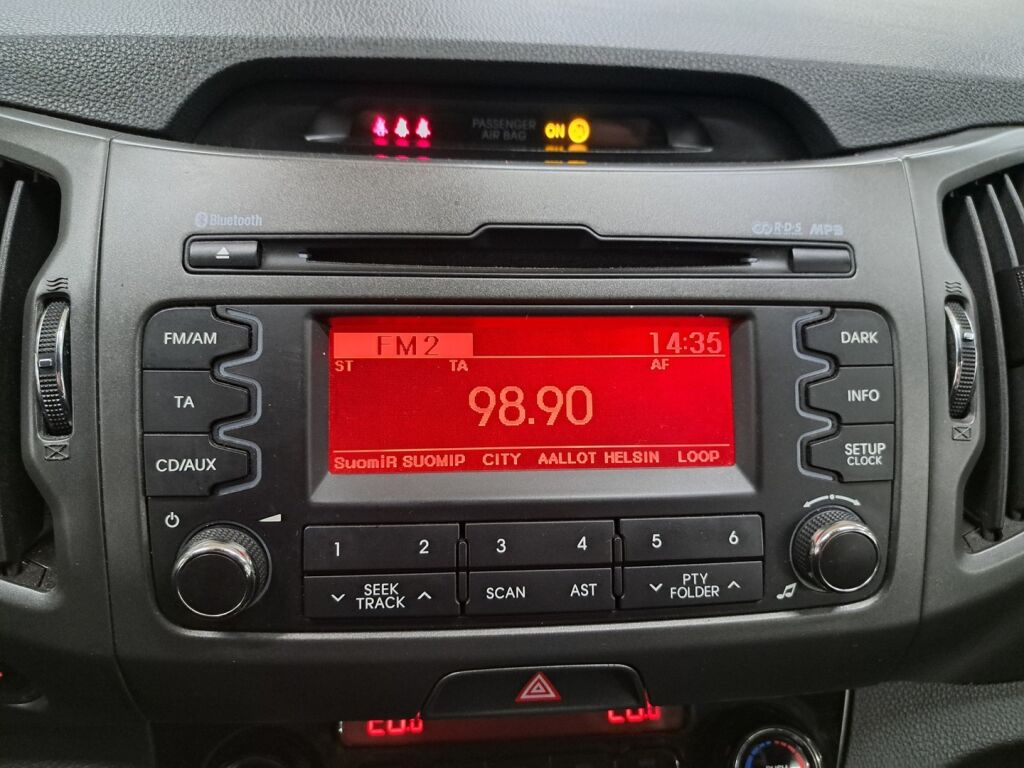 PASSENGER
AIR BAG
ON
Bluetooth
R·D·S MP3
FM/AM
FM2 14:35
DARK
ST TA AF
TA
98.90
INFO
CD/AUX
SETUP
CLOCK
SuomiR SUOMIP CITY AALLOT HELSIN LOOP
1 2 3 4 5 6
SEEK
TRACK
SCAN AST
PTY
FOLDER